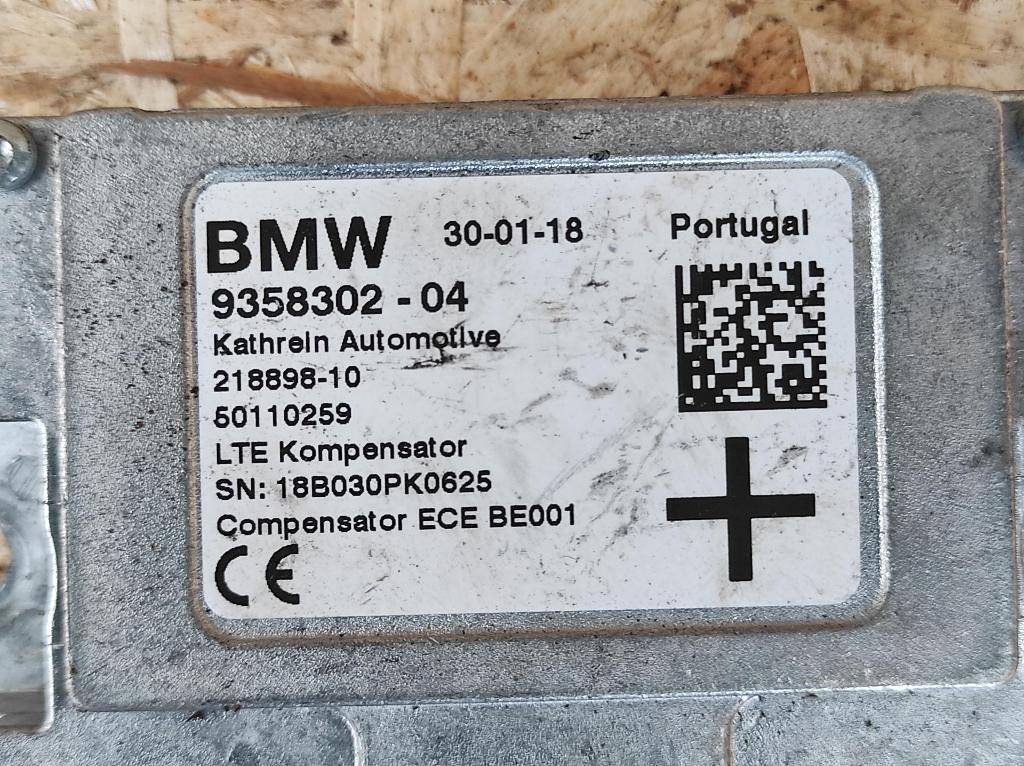 BMW 30-01-18 Portugal
9358302 - 04
Kathrein Automotive
218898-10
50110259
LTE Kompensator
SN: 18B030PK0625
Compensator ECE BE001
CE